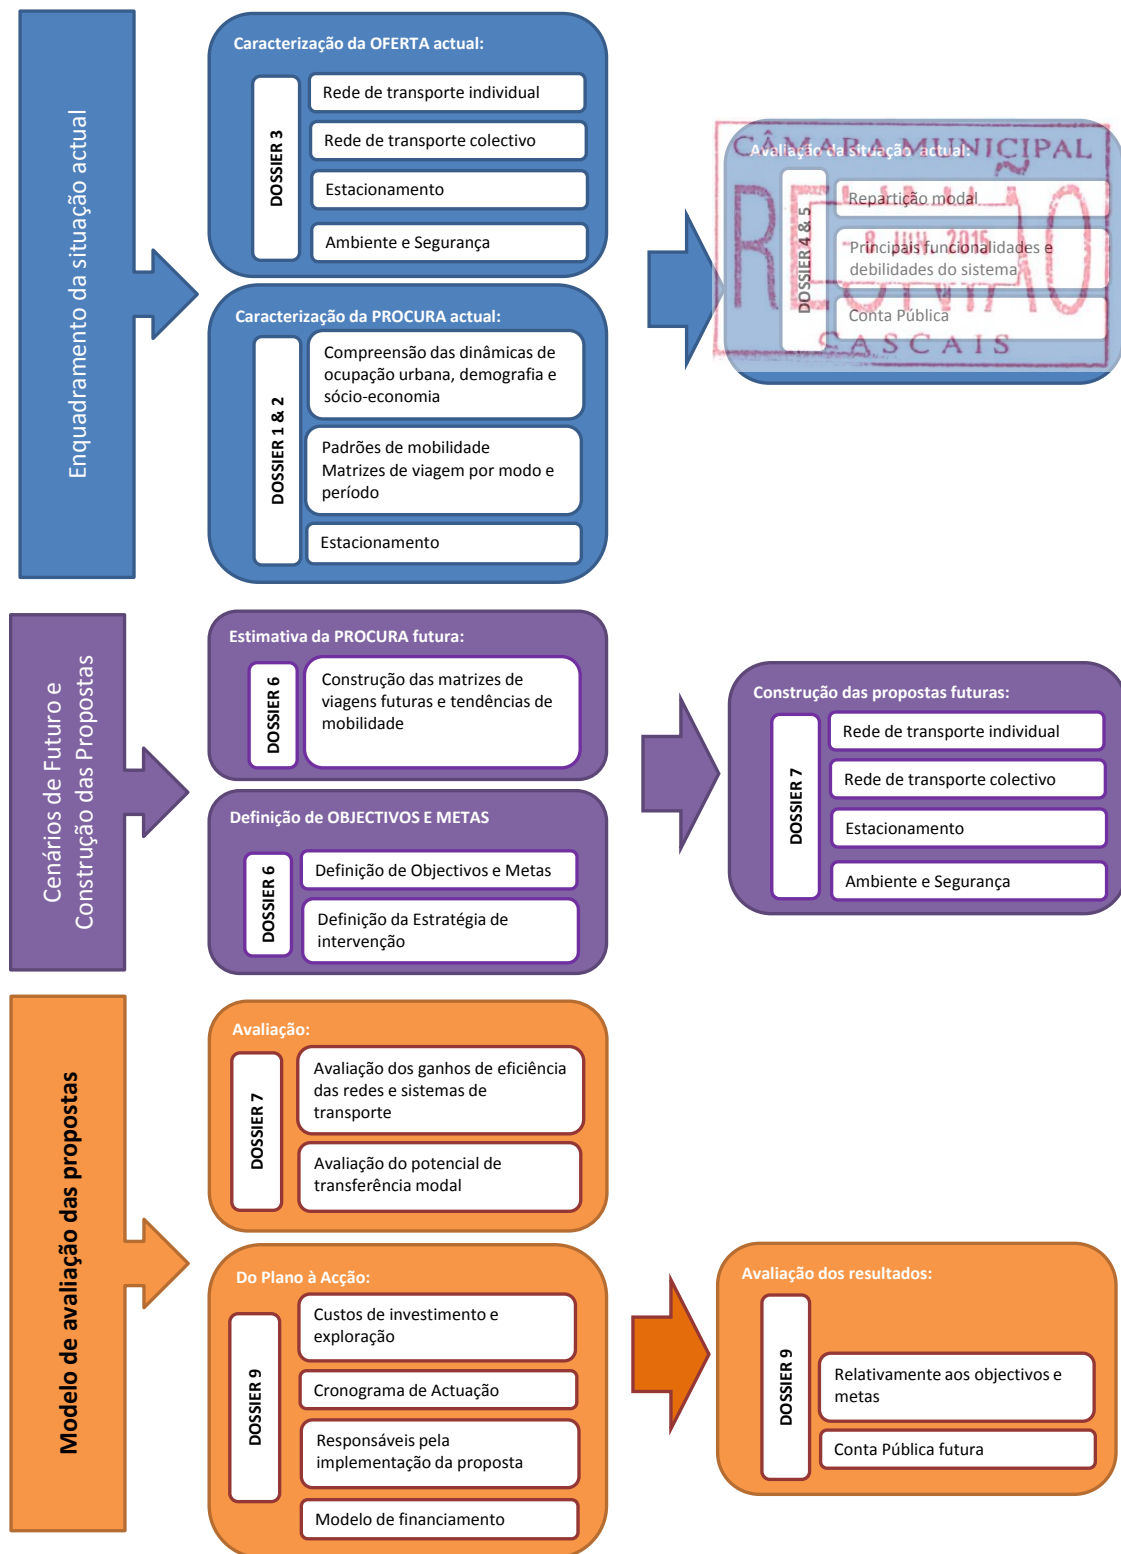 Enquadramento da situação actual
Caracterização da OFERTA actual:
DOSSIER 3
Rede de transporte individual
Rede de transporte colectivo
Estacionamento
Ambiente e Segurança
Caracterização da PROCURA actual:
DOSSIER 1 & 2
Compreensão das dinâmicas de
ocupação urbana, demografia e
sócio-economia
Padrões de mobilidade
Matrizes de viagem por modo e
período
Estacionamento
Avaliação da situação actual:
DOSSIER 4 & 5
Repartição modal
Principais funcionalidades e
debilidades do sistema
Conta Pública
CÂMARA MUNICIPAL
8 JUL. 2015
CASCAIS
Cenários de Futuro e
Construção das Propostas
Estimativa da PROCURA futura:
DOSSIER 6
Construção das matrizes de
viagens futuras e tendências de
mobilidade
Definição de OBJECTIVOS E METAS
DOSSIER 6
Definição de Objectivos e Metas
Definição da Estratégia de
intervenção
Construção das propostas futuras:
DOSSIER 7
Rede de transporte individual
Rede de transporte colectivo
Estacionamento
Ambiente e Segurança
Modelo de avaliação das propostas
Avaliação:
DOSSIER 7
Avaliação dos ganhos de eficiência
das redes e sistemas de
transporte
Avaliação do potencial de
transferência modal
Do Plano à Acção:
DOSSIER 9
Custos de investimento e
exploração
Cronograma de Actuação
Responsáveis pela
implementação da proposta
Modelo de financiamento
Avaliação dos resultados:
DOSSIER 9
Relativamente aos objectivos e
metas
Conta Pública futura